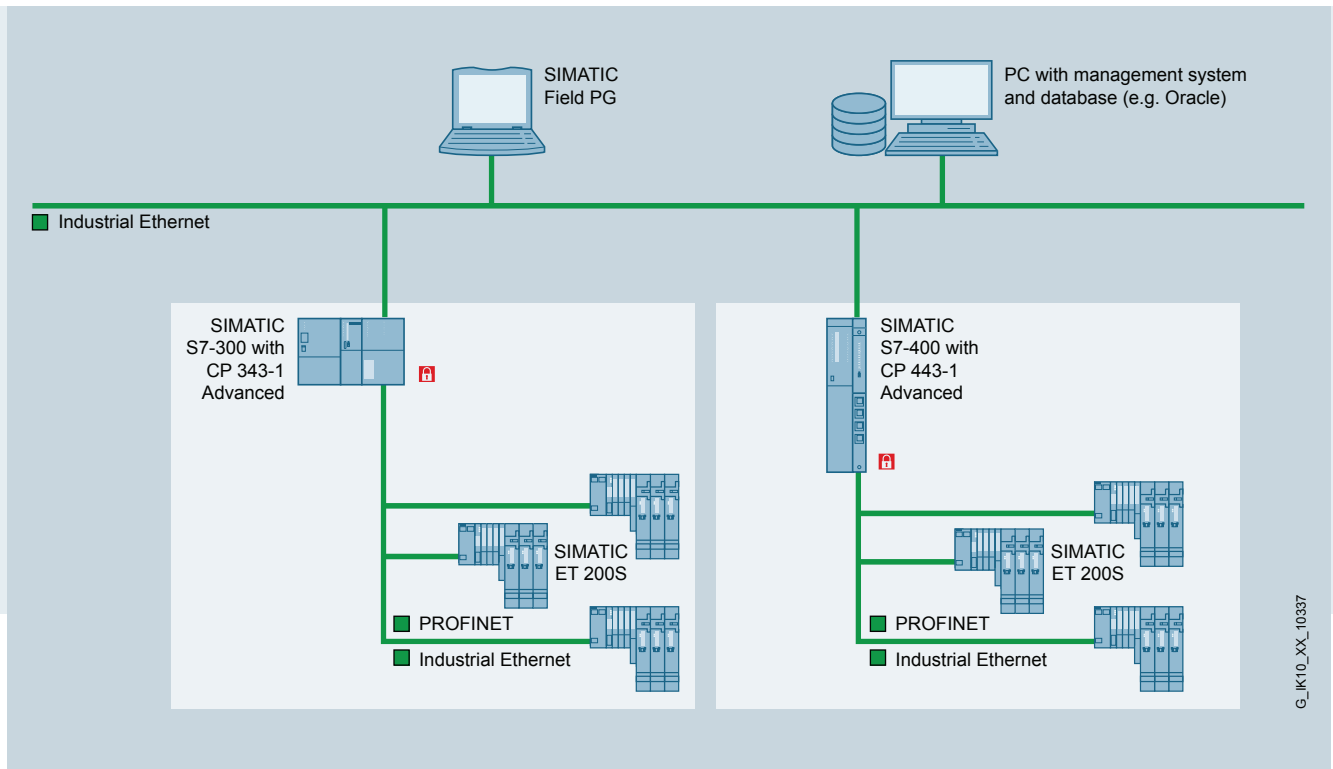 SIMATIC
Field PG
PC with management system
and database (e.g. Oracle)
Industrial Ethernet
SIMATIC
S7-300 with
CP 343-1
Advanced
SIMATIC
S7-400 with
CP 443-1
Advanced
SIMATIC
ET 200S
PROFINET
Industrial Ethernet
SIMATIC
ET 200S
PROFINET
Industrial Ethernet
G_IK10_XX_10337